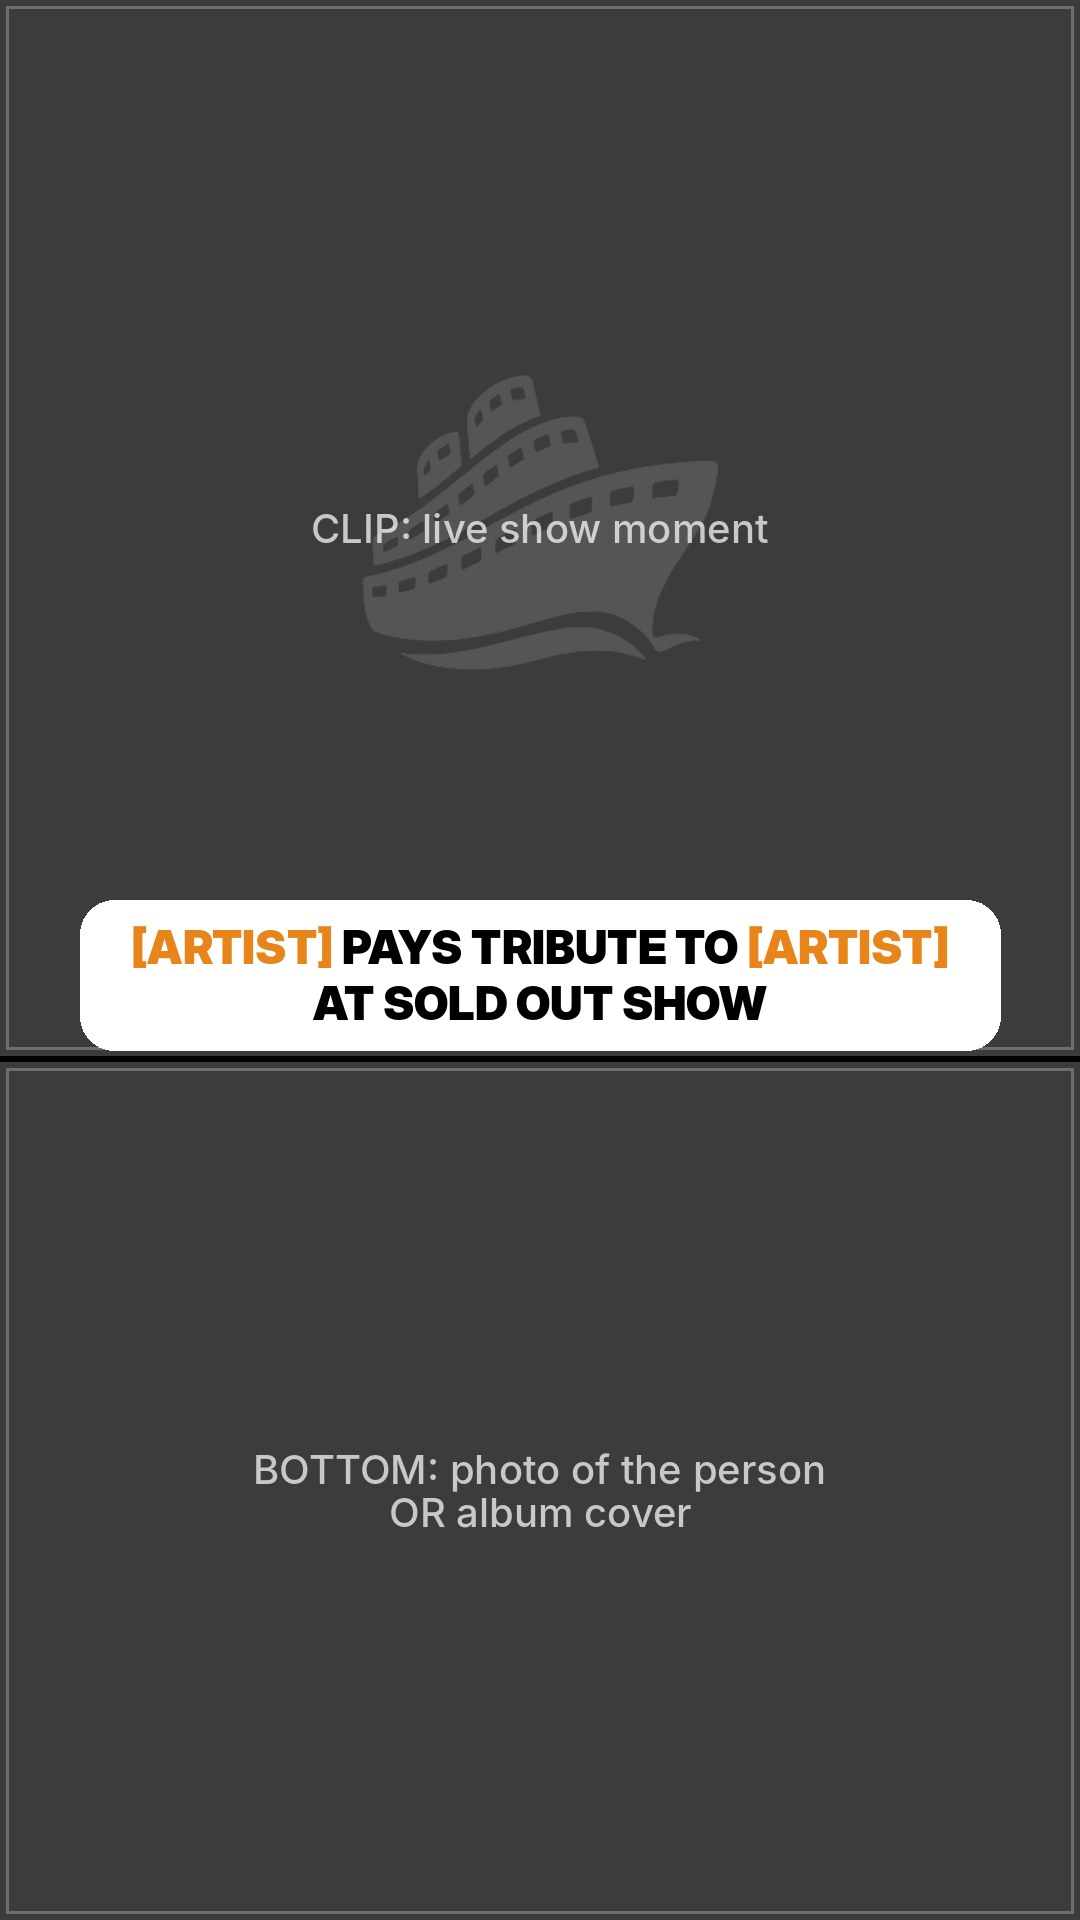 CLIP: live show moment
[ARTIST] PAYS TRIBUTE TO [ARTIST]
AT SOLD OUT SHOW
BOTTOM: photo of the person
OR album cover